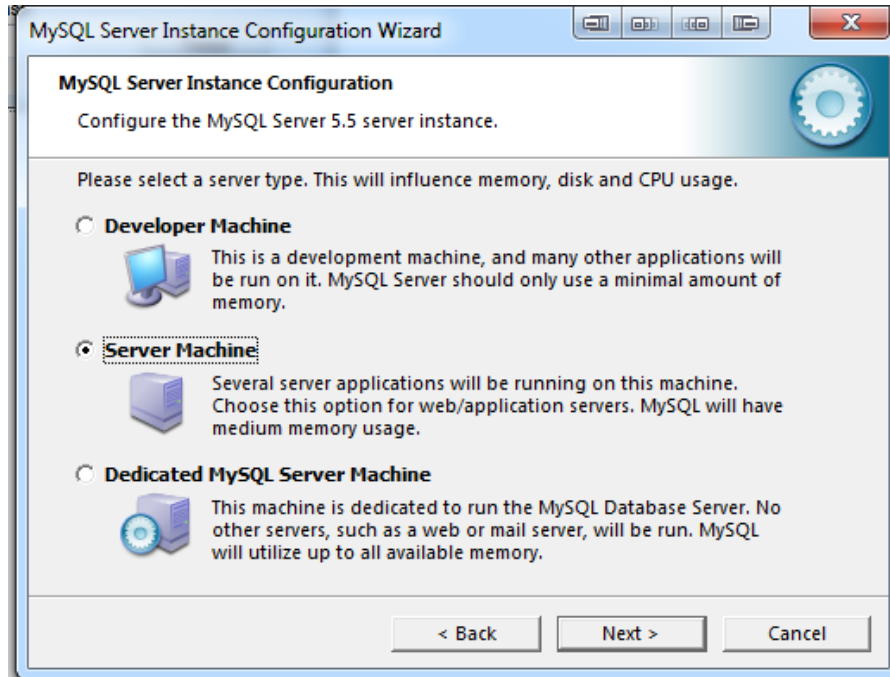 MySQL Server Instance Configuration Wizard
MySQL Server Instance Configuration
Configure the MySQL Server 5.5 server instance.
Please select a server type. This will influence memory, disk and CPU usage.
Developer Machine
This is a development machine, and many other applications will
be run on it. MySQL Server should only use a minimal amount of
memory.
Server Machine
Several server applications will be running on this machine.
Choose this option for web/application servers. MySQL will have
medium memory usage.
Dedicated MySQL Server Machine
This machine is dedicated to run the MySQL Database Server. No
other servers, such as a web or mail server, will be run. MySQL
will utilize up to all available memory.
< Back Next > Cancel